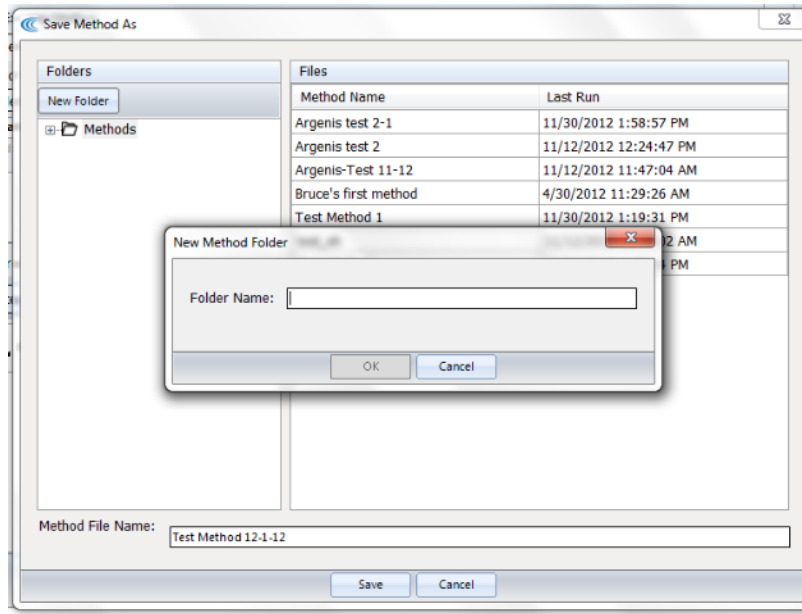 Save Method As
Folders
Files
New Folder
Method Name Last Run
Methods
Argenis test 2-1 11/30/2012 1:58:57 PM
Argenis test 2 11/12/2012 12:24:47 PM
Argenis-Test 11-12 11/12/2012 11:47:04 AM
Bruce's first method 4/30/2012 11:29:26 AM
Test Method 1 11/30/2012 1:19:31 PM
New Method Folder
AM
PM
Folder Name:
OK Cancel
Method File Name: Test Method 12-1-12
Save Cancel